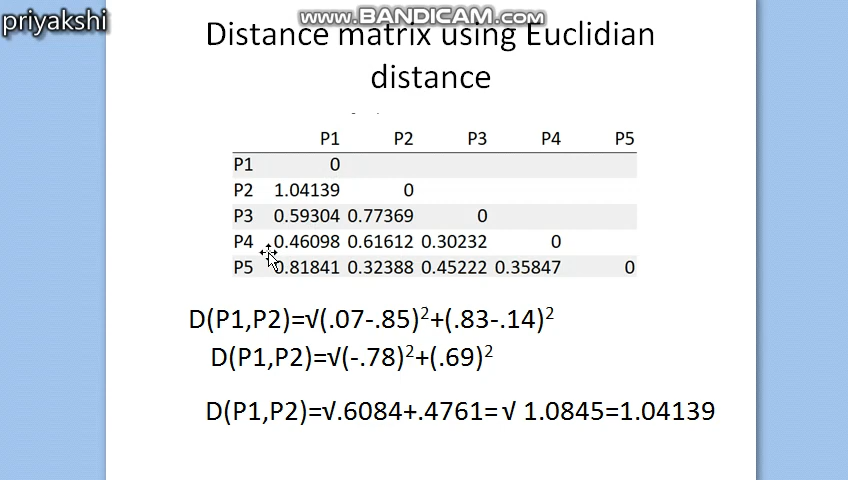 www.BANDICAM.com
priyakshi
Distance matrix using Euclidian
distance
P1 P2 P3 P4 P5
P1 0
P2 1.04139 0
P3 0.59304 0.77369 0
P4 0.46098 0.61612 0.30232 0
P5 0.81841 0.32388 0.45222 0.35847 0
D(P1,P2)=√(.07-.85)²+(.83-.14)²
D(P1,P2)=√(-.78)²+(.69)²
D(P1,P2)=√.6084+.4761= √ 1.0845=1.04139